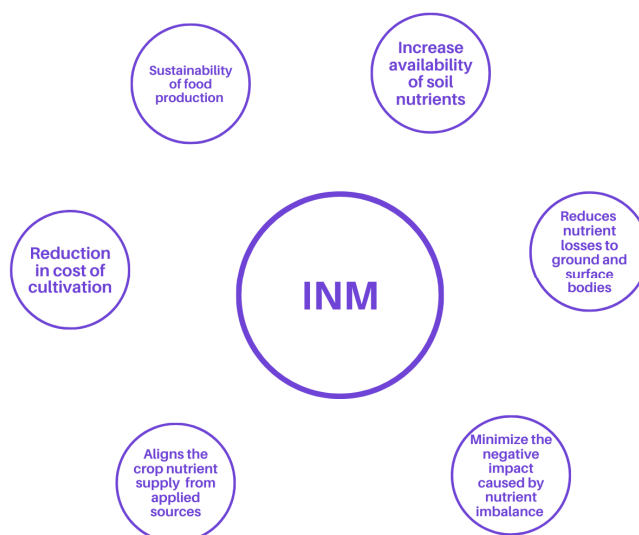 Sustainability
of food
production
Increase
availability
of soil
nutrients
Reduction
in cost of
cultivation
INM
Reduces
nutrient
losses to
ground and
surface
bodies
Aligns the
crop nutrient
supply from
applied
sources
Minimize the
negative
impact
caused by
nutrient
imbalance